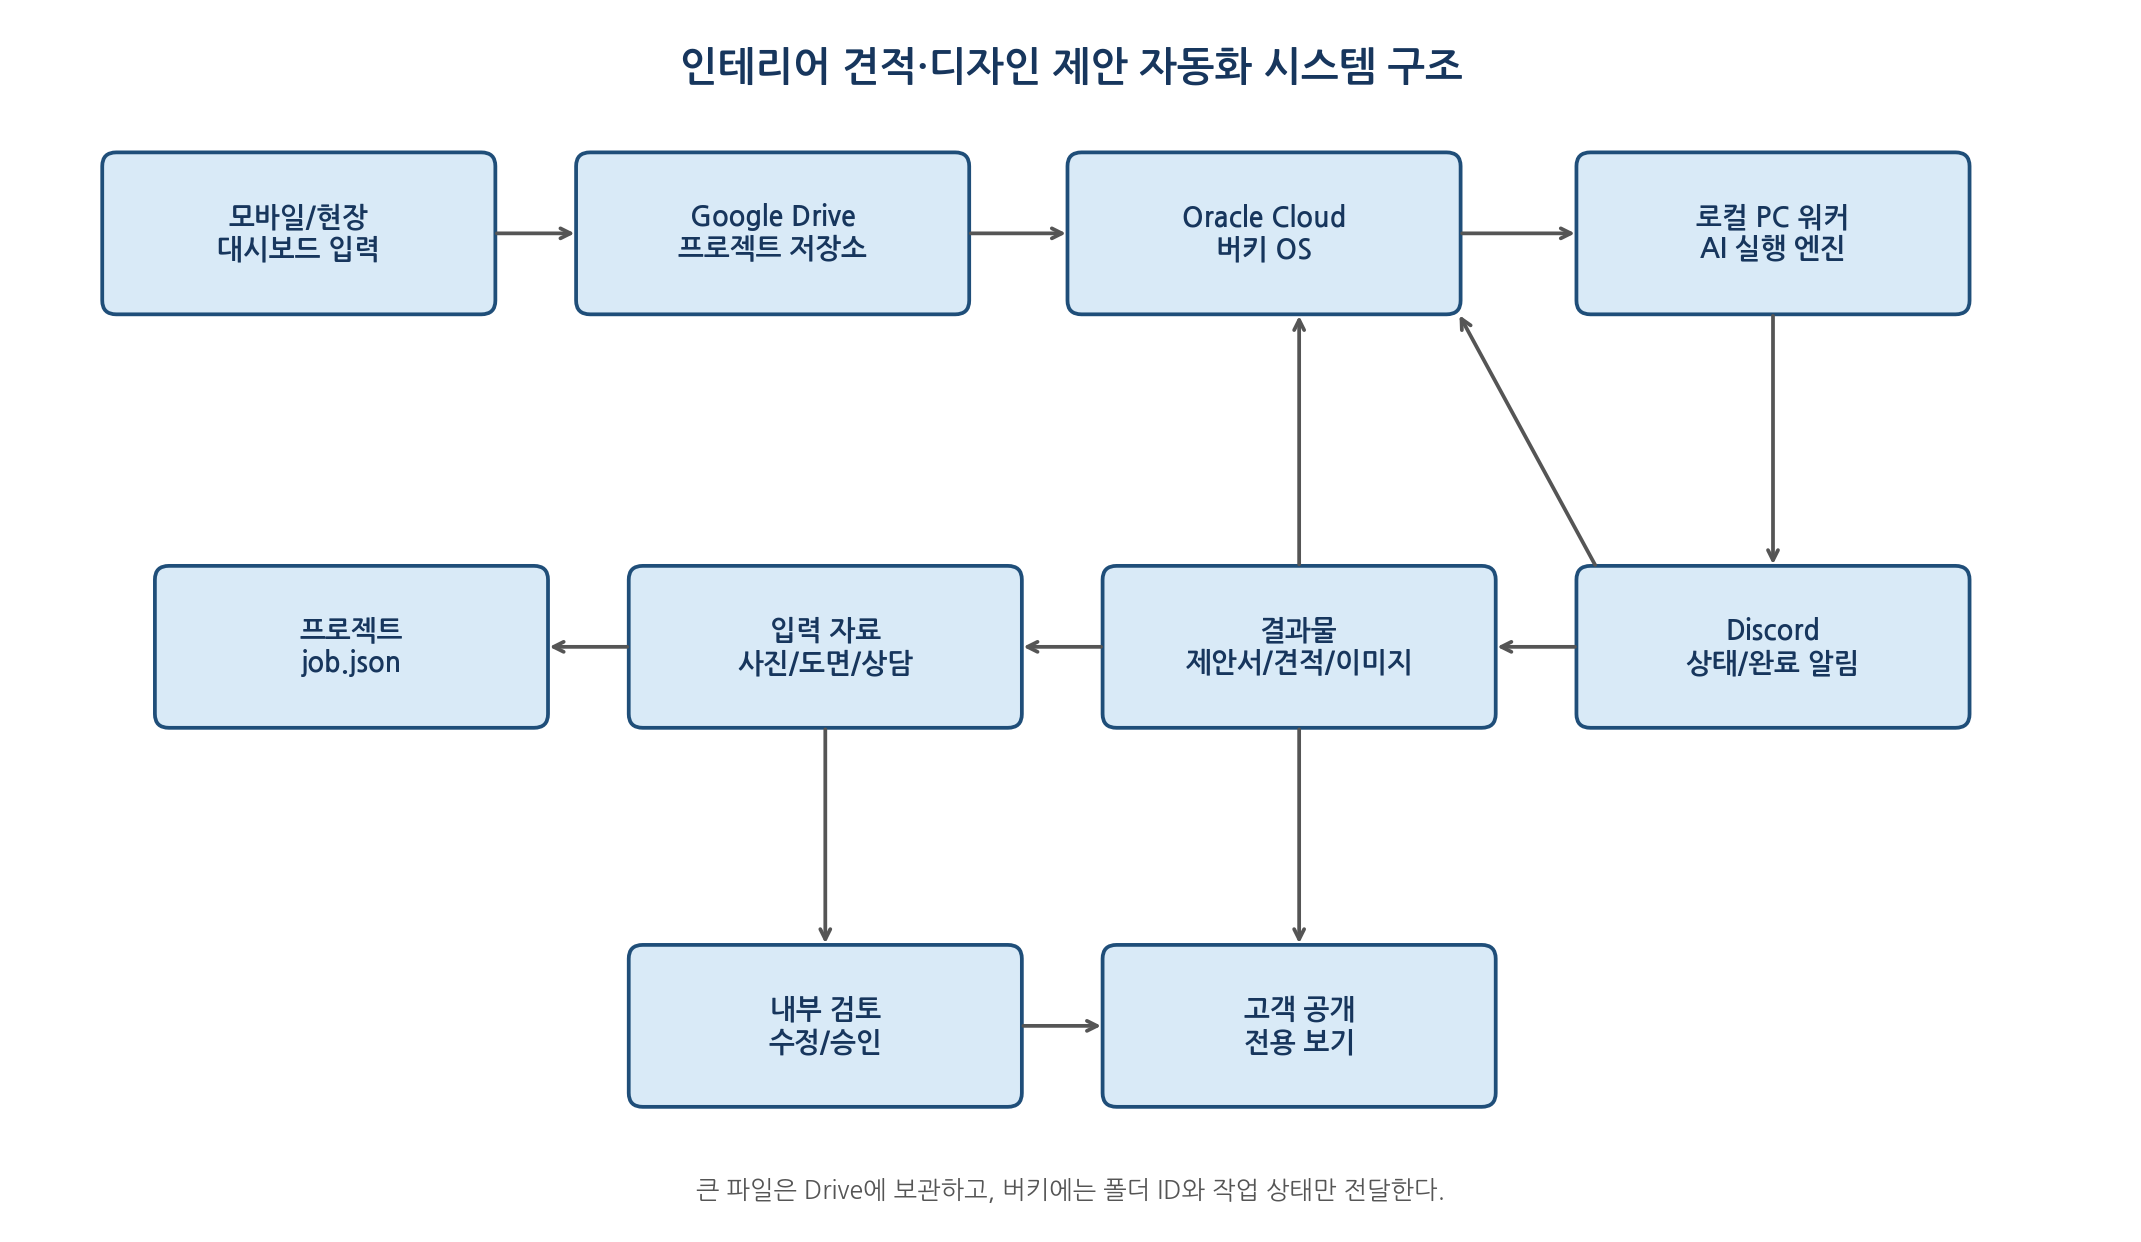 인테리어 견적·디자인 제안 자동화 시스템 구조
모바일/현장
대시보드 입력
Google Drive
프로젝트 저장소
Oracle Cloud
버키 OS
로컬 PC 워커
AI 실행 엔진
프로젝트
job.json
입력 자료
사진/도면/상담
결과물
제안서/견적/이미지
Discord
상태/완료 알림
내부 검토
수정/승인
고객 공개
전용 보기
큰 파일은 Drive에 보관하고, 버키에는 폴더 ID와 작업 상태만 전달한다.